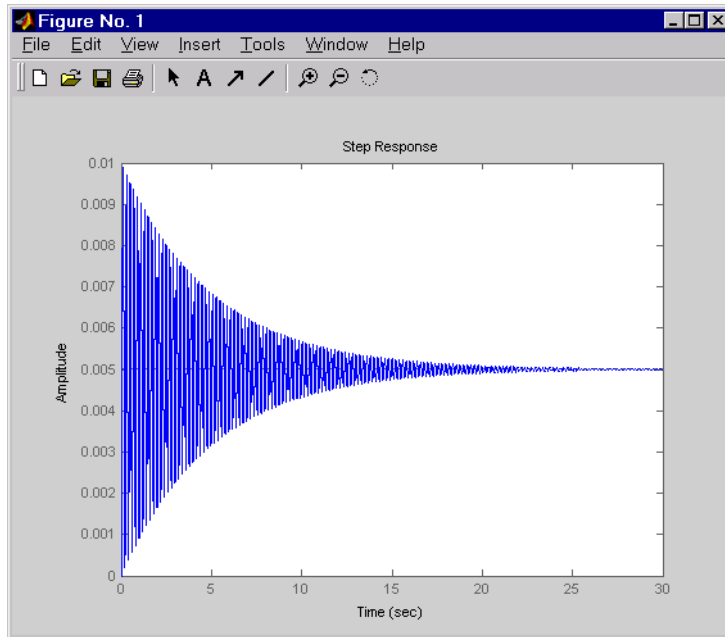 Figure No. 1
File Edit View Insert Tools Window Help
A
Step Response
0.01
0.009
0.008
0.007
0.006
0.005
0.004
0.003
0.002
0.001
0
Amplitude
0 5 10 15 20 25 30
Time (sec)